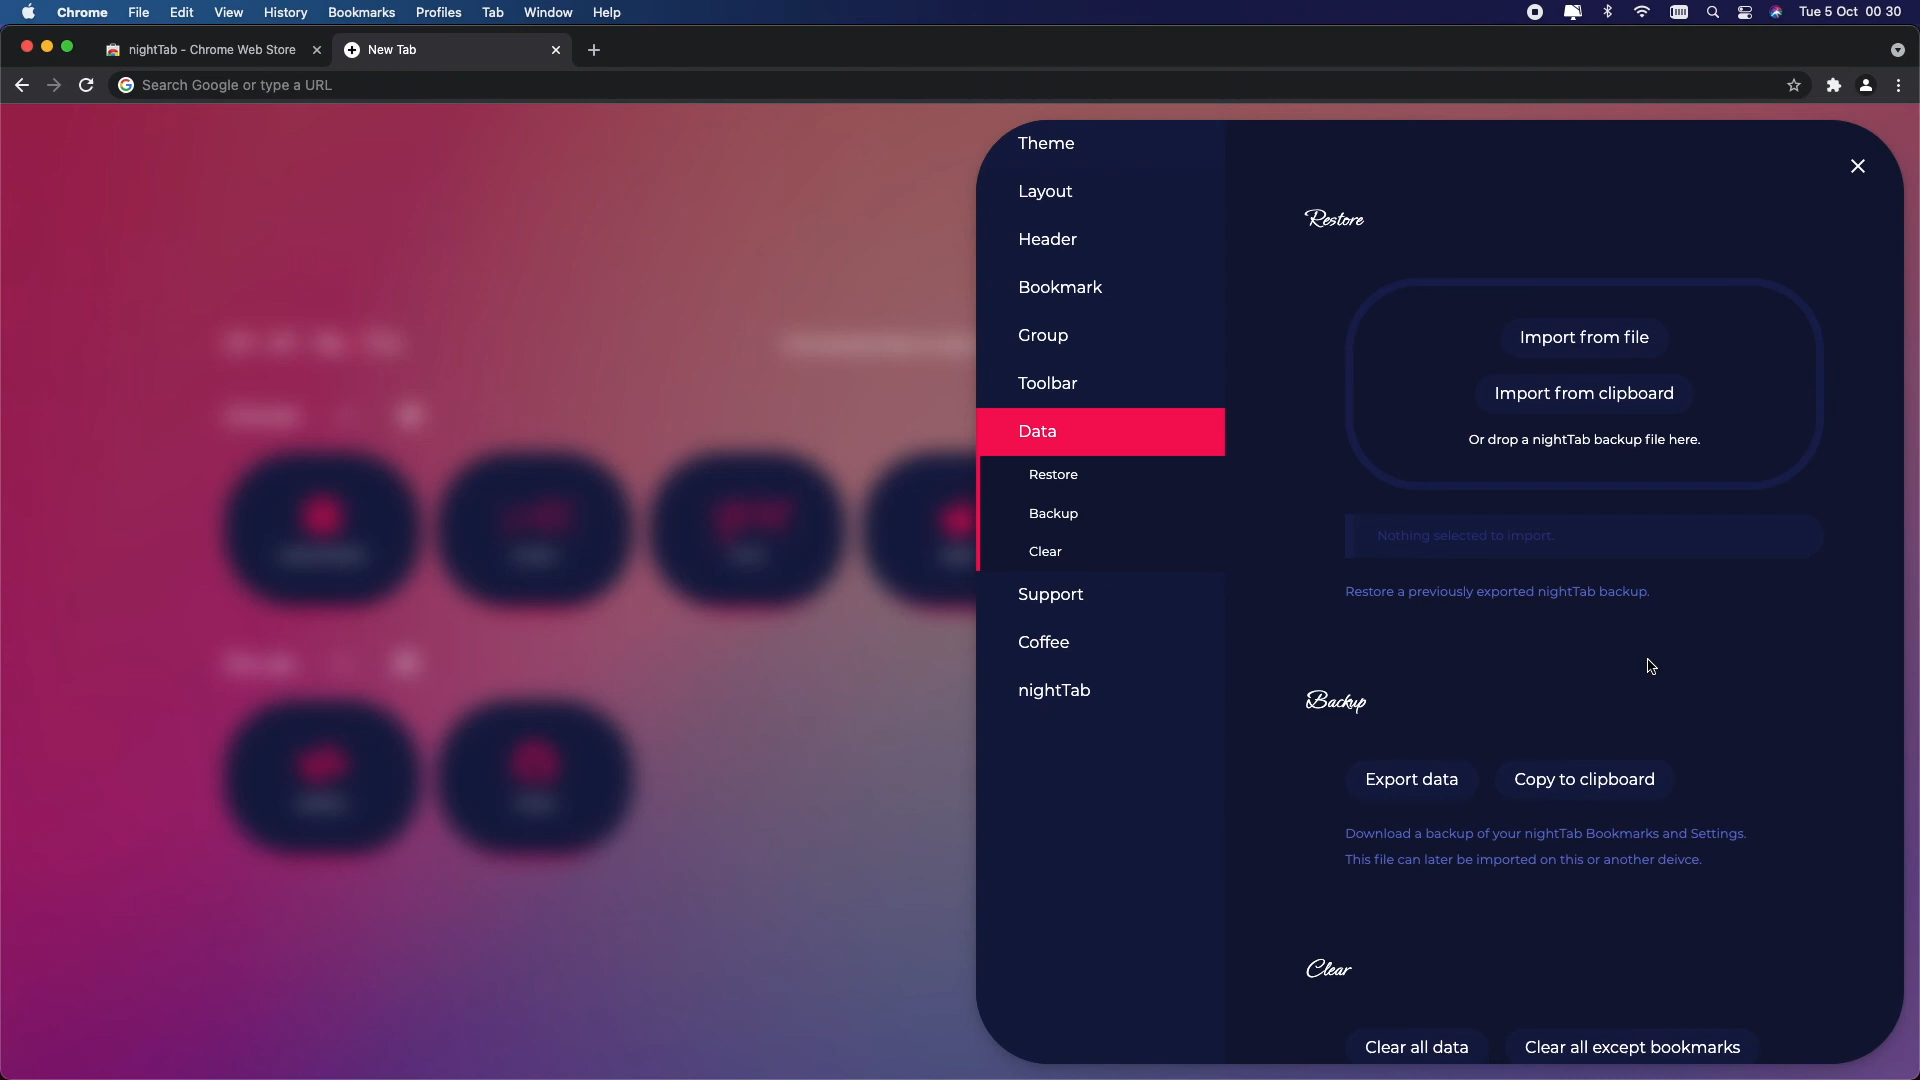 Chrome File Edit View History Bookmarks Profiles Tab Window Help Tue 5 Oct 00 30
nightTab - Chrome Web Store New Tab
Search Google or type a URL
Theme
Layout
Header
Bookmark
Group
Toolbar
Data
Restore
Backup
Clear
Support
Coffee
nightTab
Restore
Import from file
Import from clipboard
Or drop a nightTab backup file here.
Nothing selected to import.
Restore a previously exported nightTab backup.
Backup
Export data Copy to clipboard
Download a backup of your nightTab Bookmarks and Settings.
This file can later be imported on this or another deivce.
Clear
Clear all data Clear all except bookmarks